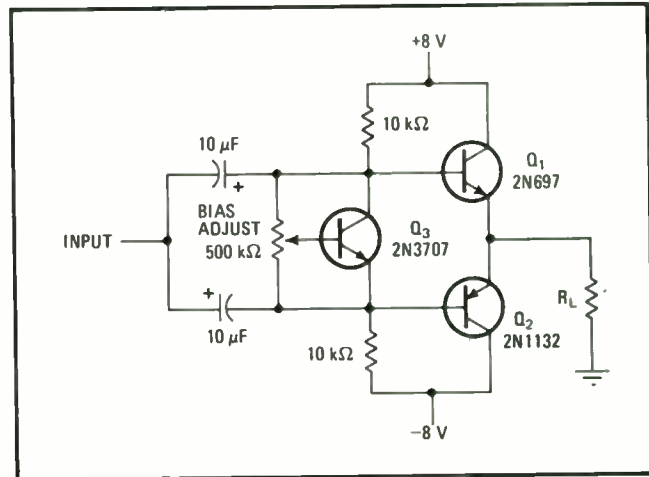 +8 V
10 kΩ
10 µF
+
Q1
2N697
BIAS
ADJUST
500 kΩ
Q3
2N3707
INPUT
+
10 µF
RL
Q2
2N1132
10 kΩ
−8 V